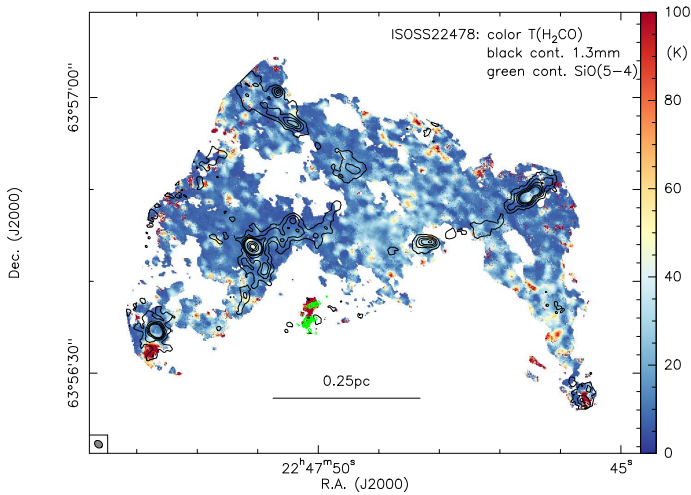 ISOSS22478: color T(H₂CO)
black cont. 1.3mm
green cont. SiO(5−4)
100
(K)
80
60
40
20
0
63°57'00"
63°56'30"
Dec. (J2000)
0.25pc
22ʰ47ᵐ50ˢ
45ˢ
R.A. (J2000)